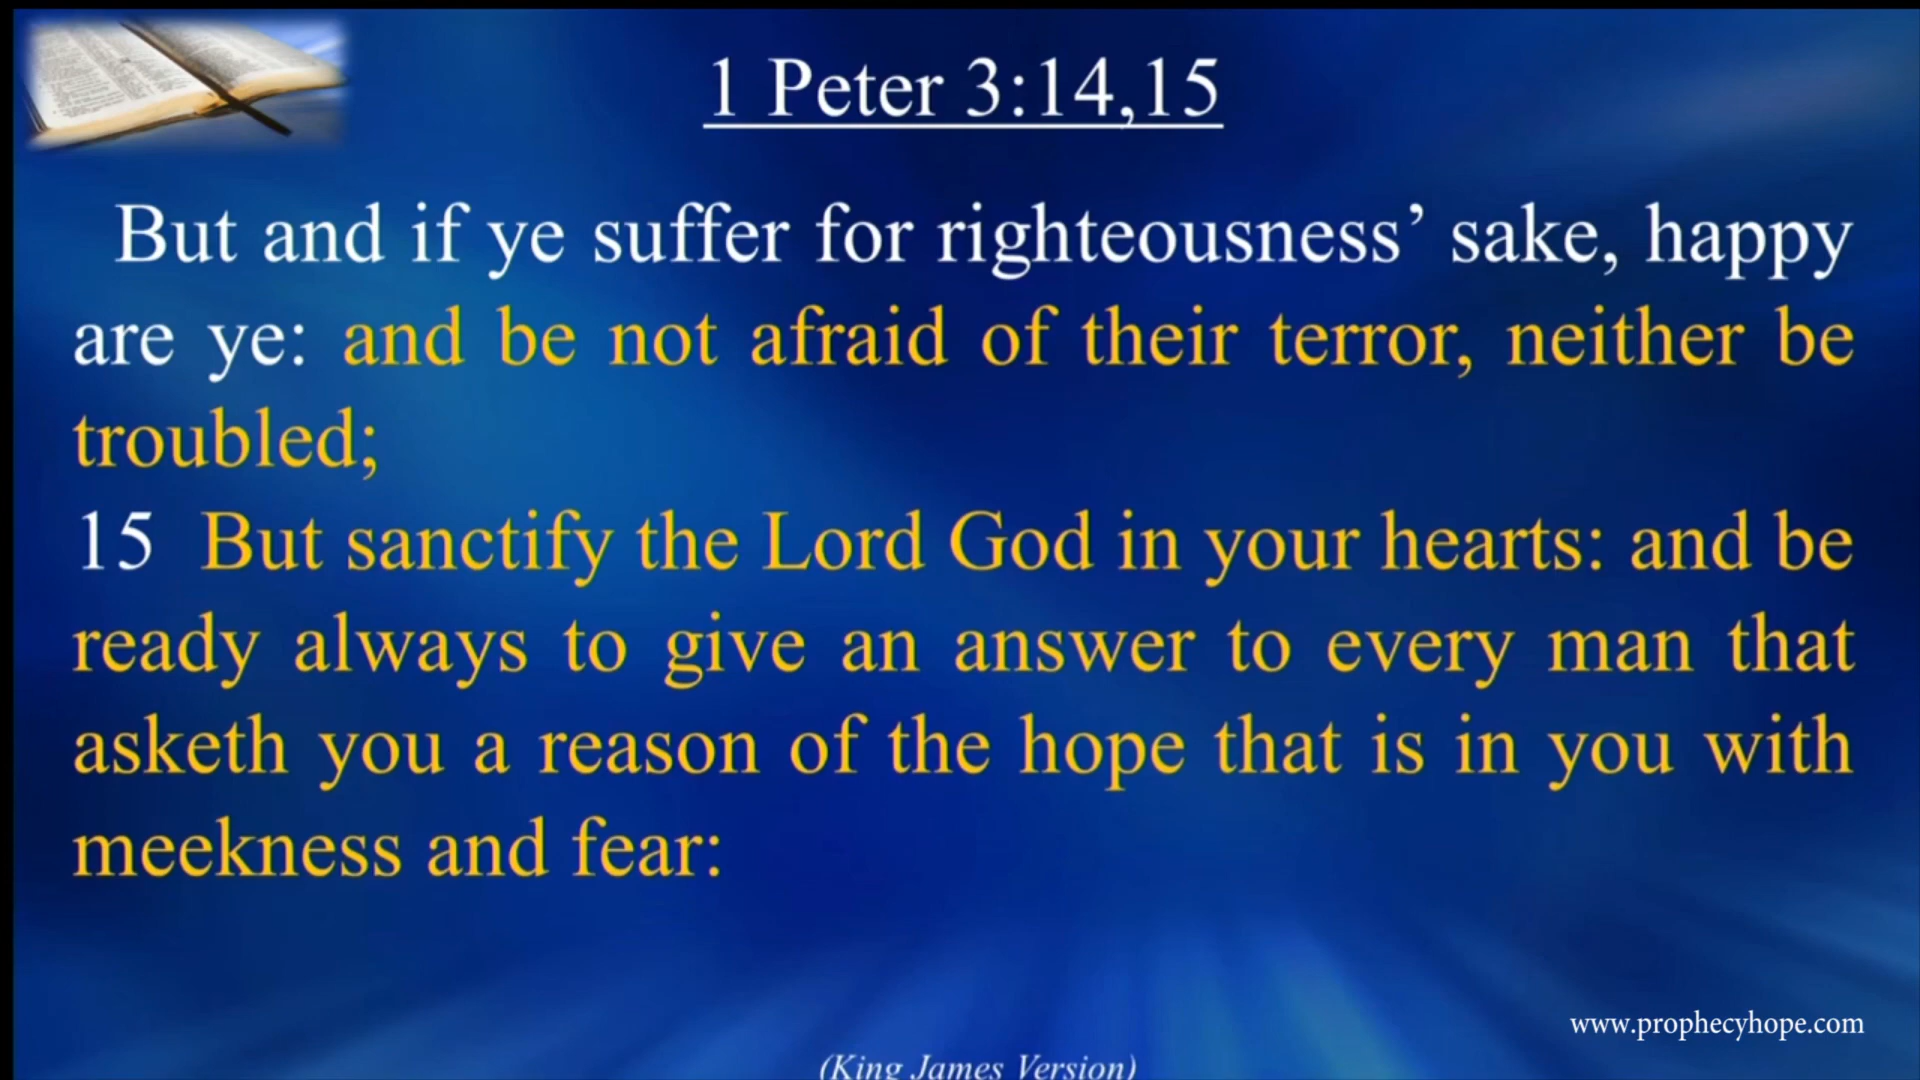 1 Peter 3:14,15
But and if ye suffer for righteousness’ sake, happy
are ye: and be not afraid of their terror, neither be
troubled;
15 But sanctify the Lord God in your hearts: and be
ready always to give an answer to every man that
asketh you a reason of the hope that is in you with
meekness and fear:
www.prophecyhope.com
(King James Version)